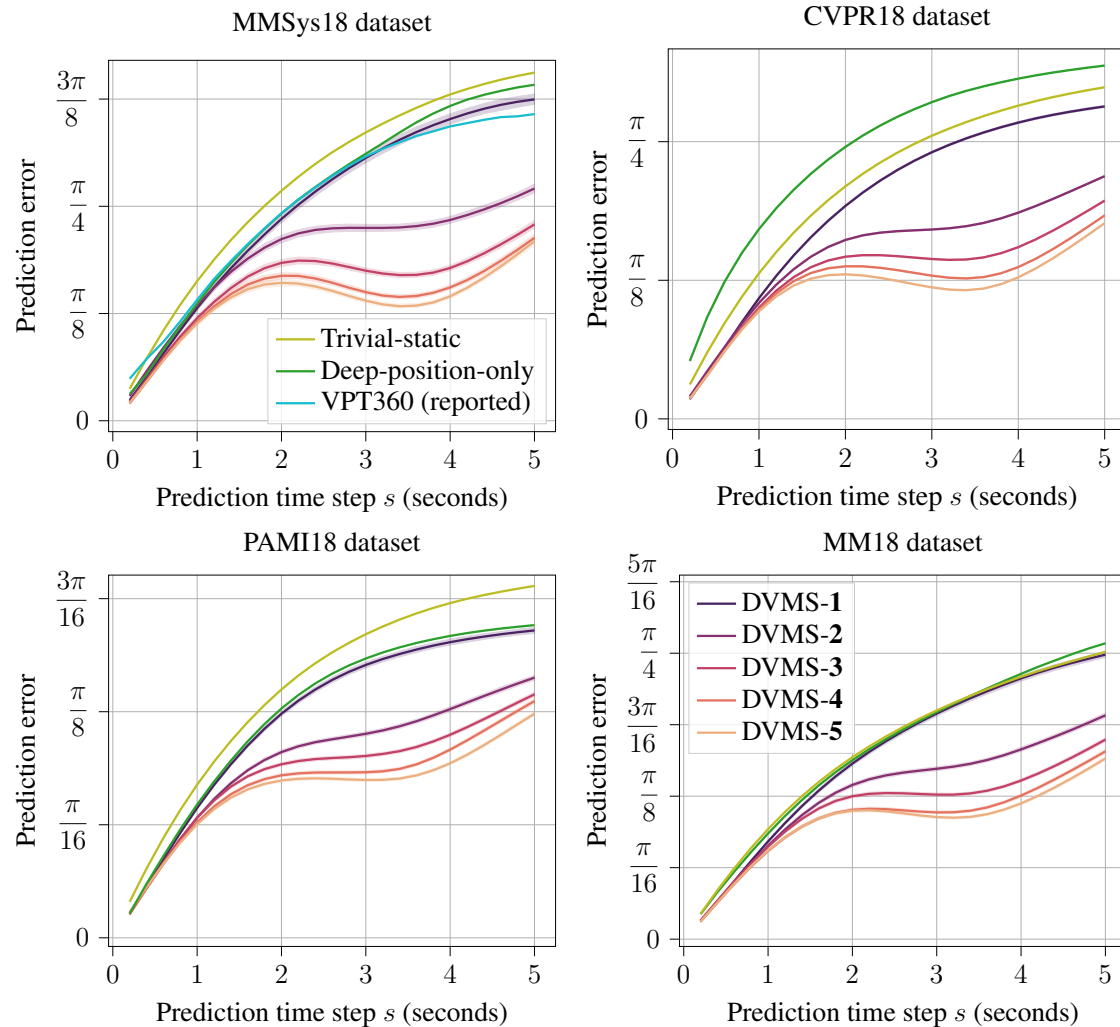 MMSys18 dataset
3π
8
π
4
π
8
0
Prediction error
Trivial-static
Deep-position-only
VPT360 (reported)
0 1 2 3 4 5
Prediction time step s (seconds)
CVPR18 dataset
π
4
π
8
0
Prediction error
0 1 2 3 4 5
Prediction time step s (seconds)
PAMI18 dataset
3π
16
π
8
π
16
0
Prediction error
0 1 2 3 4 5
Prediction time step s (seconds)
MM18 dataset
5π
16
π
4
3π
16
π
8
π
16
0
Prediction error
DVMS-1
DVMS-2
DVMS-3
DVMS-4
DVMS-5
0 1 2 3 4 5
Prediction time step s (seconds)